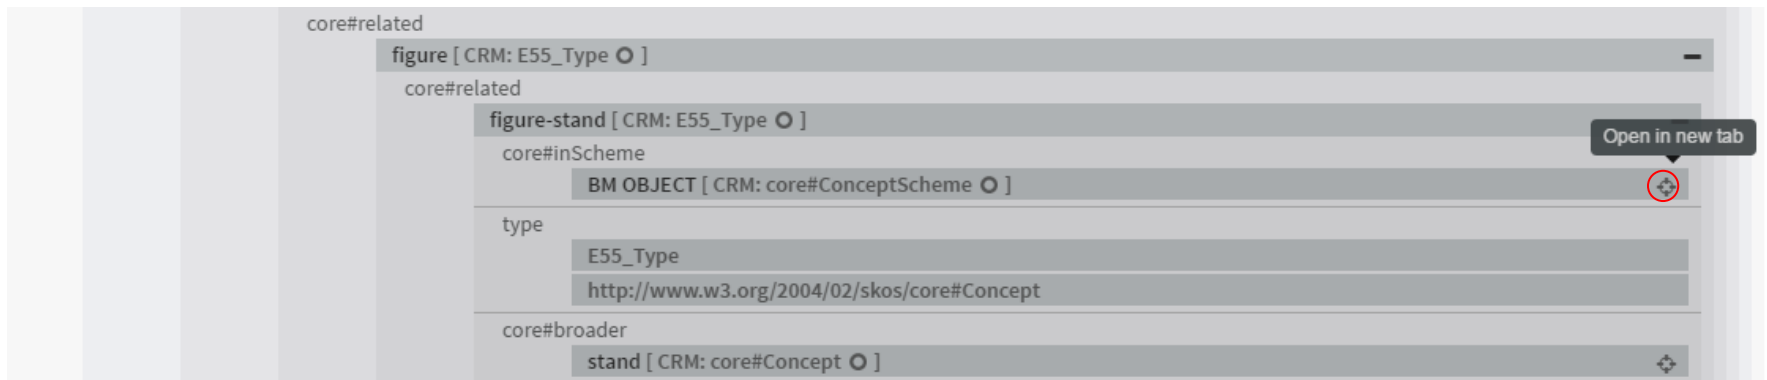 core#related
figure [ CRM: E55_Type ]
core#related
figure-stand [ CRM: E55_Type ]
Open in new tab
core#inScheme
BM OBJECT [ CRM: core#ConceptScheme ]
type
E55_Type
http://www.w3.org/2004/02/skos/core#Concept
core#broader
stand [ CRM: core#Concept ]